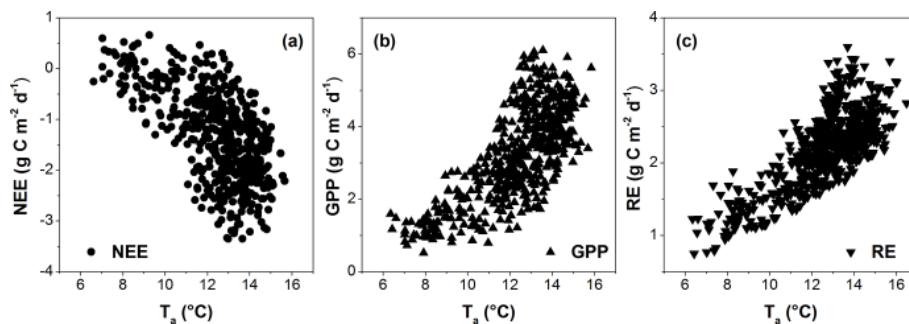 (a)
NEE (g C m⁻² d⁻¹)
1
0
-1
-2
-3
-4
NEE
6 8 10 12 14 16
Tₐ (°C)
(b)
GPP (g C m⁻² d⁻¹)
6
4
2
0
GPP
6 8 10 12 14 16
Tₐ (°C)
(c)
RE (g C m⁻² d⁻¹)
4
3
2
1
RE
6 8 10 12 14 16
Tₐ (°C)